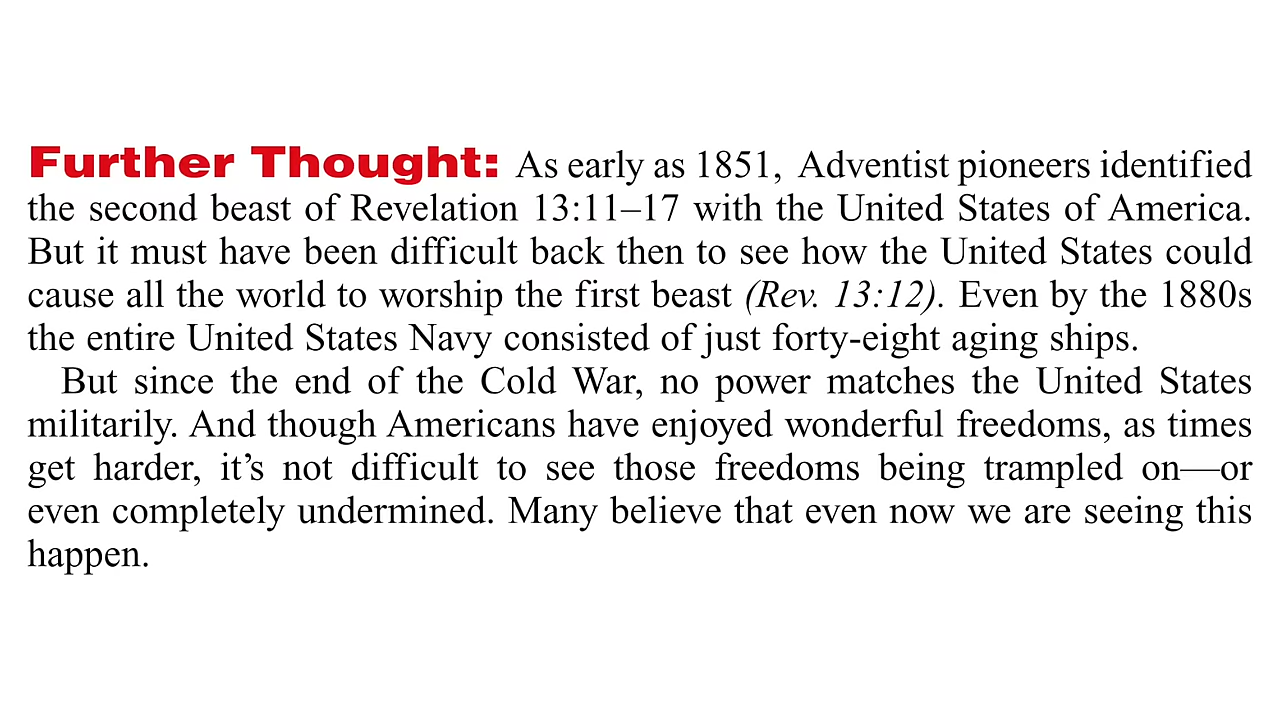 Further Thought: As early as 1851, Adventist pioneers identified
the second beast of Revelation 13:11–17 with the United States of America.
But it must have been difficult back then to see how the United States could
cause all the world to worship the first beast (Rev. 13:12). Even by the 1880s
the entire United States Navy consisted of just forty-eight aging ships.
But since the end of the Cold War, no power matches the United States
militarily. And though Americans have enjoyed wonderful freedoms, as times
get harder, it’s not difficult to see those freedoms being trampled on—or
even completely undermined. Many believe that even now we are seeing this
happen.